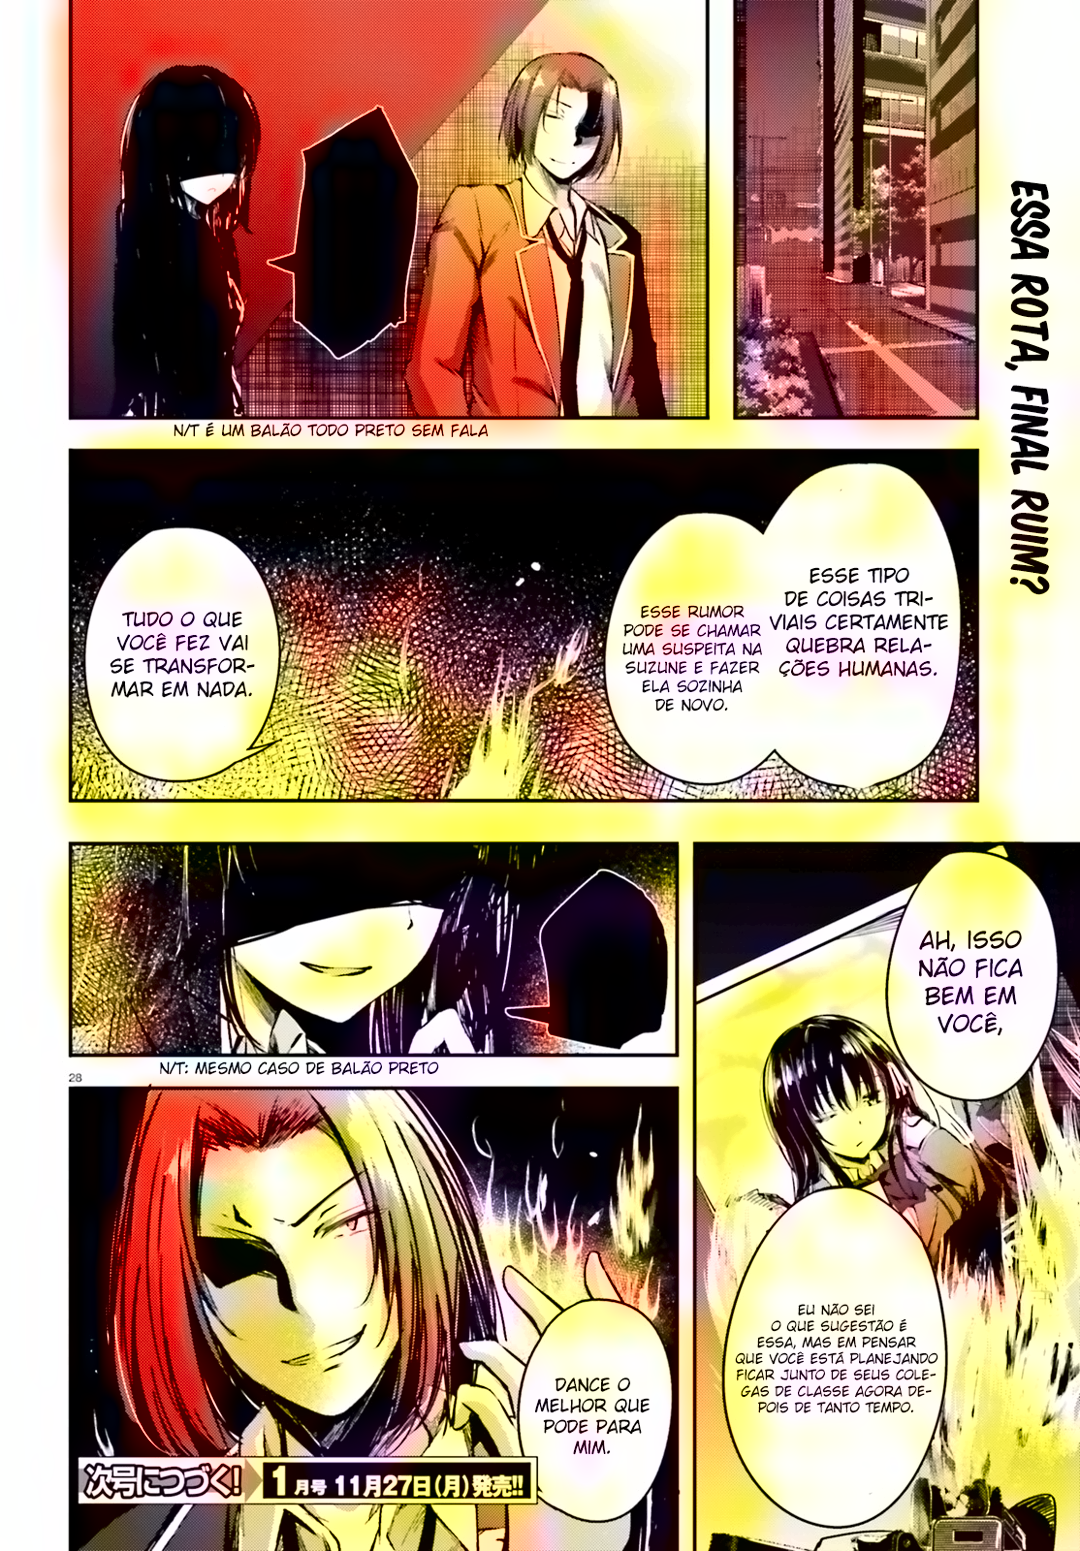 ESSA ROTA, FINAL RUIM?
N/T É UM BALÃO TODO PRETO SEM FALA
ESSE TIPO
DE COISAS TRI-
VIAIS CERTAMENTE
QUEBRA RELA-
ÇÕES HUMANAS.
ESSE RUMOR
PODE SE CHAMAR
UMA SUSPEITA NA
SUZUNE E FAZER
ELA SOZINHA
DE NOVO.
TUDO O QUE
VOCÊ FEZ VAI
SE TRANSFOR-
MAR EM NADA.
AH, ISSO
NÃO FICA
BEM EM
VOCÊ,
N/T: MESMO CASO DE BALÃO PRETO
28
EU NÃO SEI
O QUE SUGESTÃO É
ESSA, MAS EM PENSAR
QUE VOCÊ ESTÁ PLANEJANDO
FICAR JUNTO DE SEUS COLE-
GAS DE CLASSE AGORA DE-
POIS DE TANTO TEMPO.
DANCE O
MELHOR QUE
PODE PARA
MIM.
次号につづく! 1月号 11月27日(月)発売!!